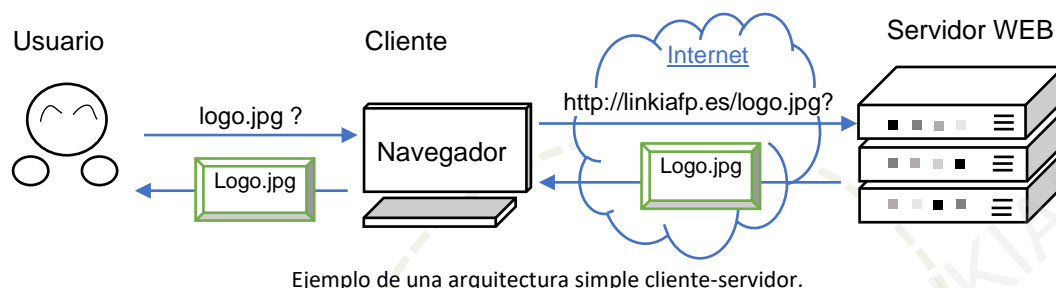 Usuario
Cliente
Servidor WEB
Internet
logo.jpg ?
http://linkiafp.es/logo.jpg?
Navegador
Logo.jpg
Logo.jpg
Ejemplo de una arquitectura simple cliente-servidor.